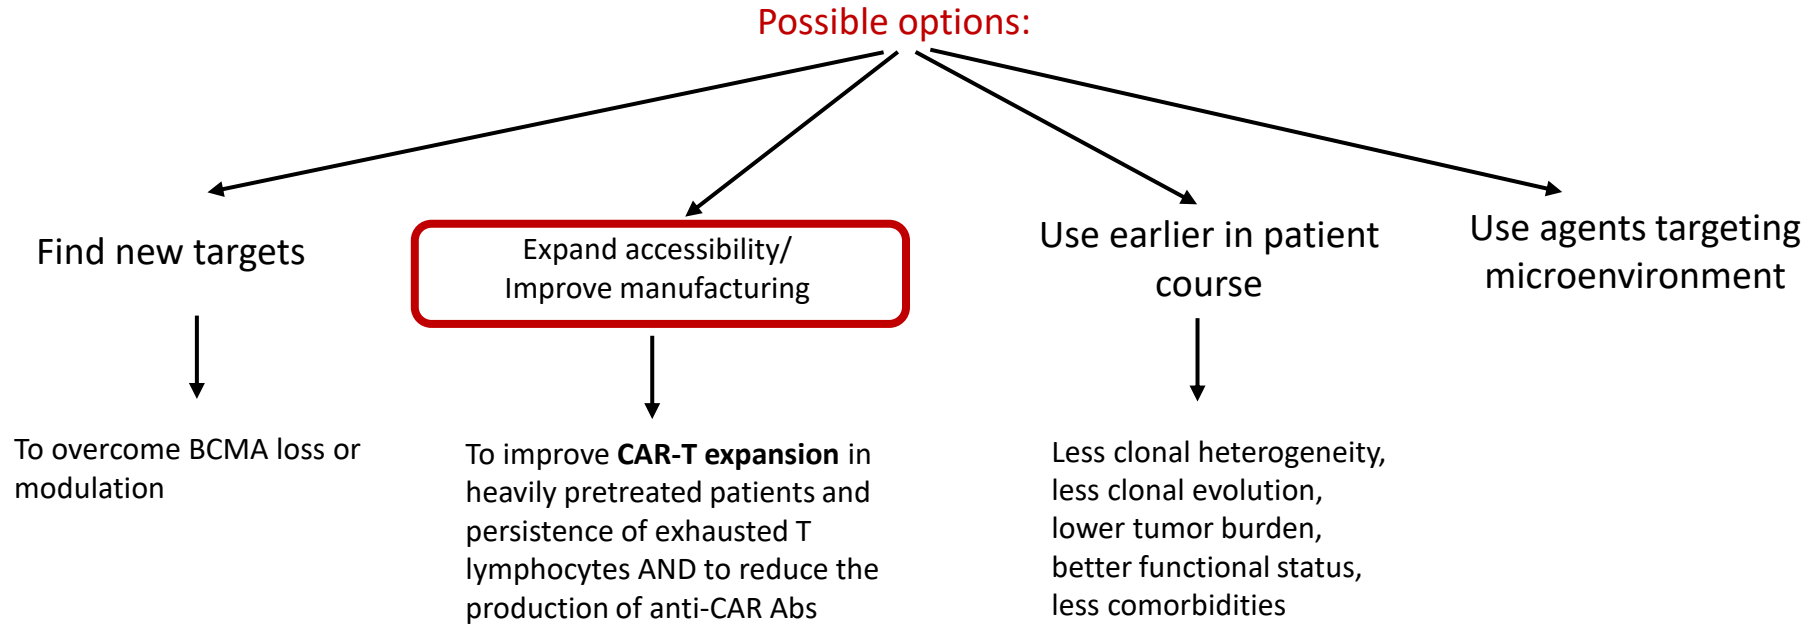 Possible options:
Find new targets
Expand accessibility/
Improve manufacturing
Use earlier in patient
course
Use agents targeting
microenvironment
To overcome BCMA loss or
modulation
To improve CAR-T expansion in
heavily pretreated patients and
persistence of exhausted T
lymphocytes AND to reduce the
production of anti-CAR Abs
Less clonal heterogeneity,
less clonal evolution,
lower tumor burden,
better functional status,
less comorbidities